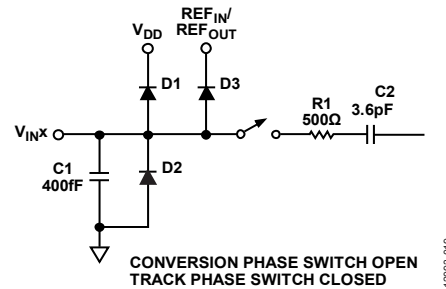 VDD
REFIN/
REFOUT
D1
D3
R1
500Ω
C2
3.6pF
VINx
C1
400fF
D2
CONVERSION PHASE SWITCH OPEN
TRACK PHASE SWITCH CLOSED